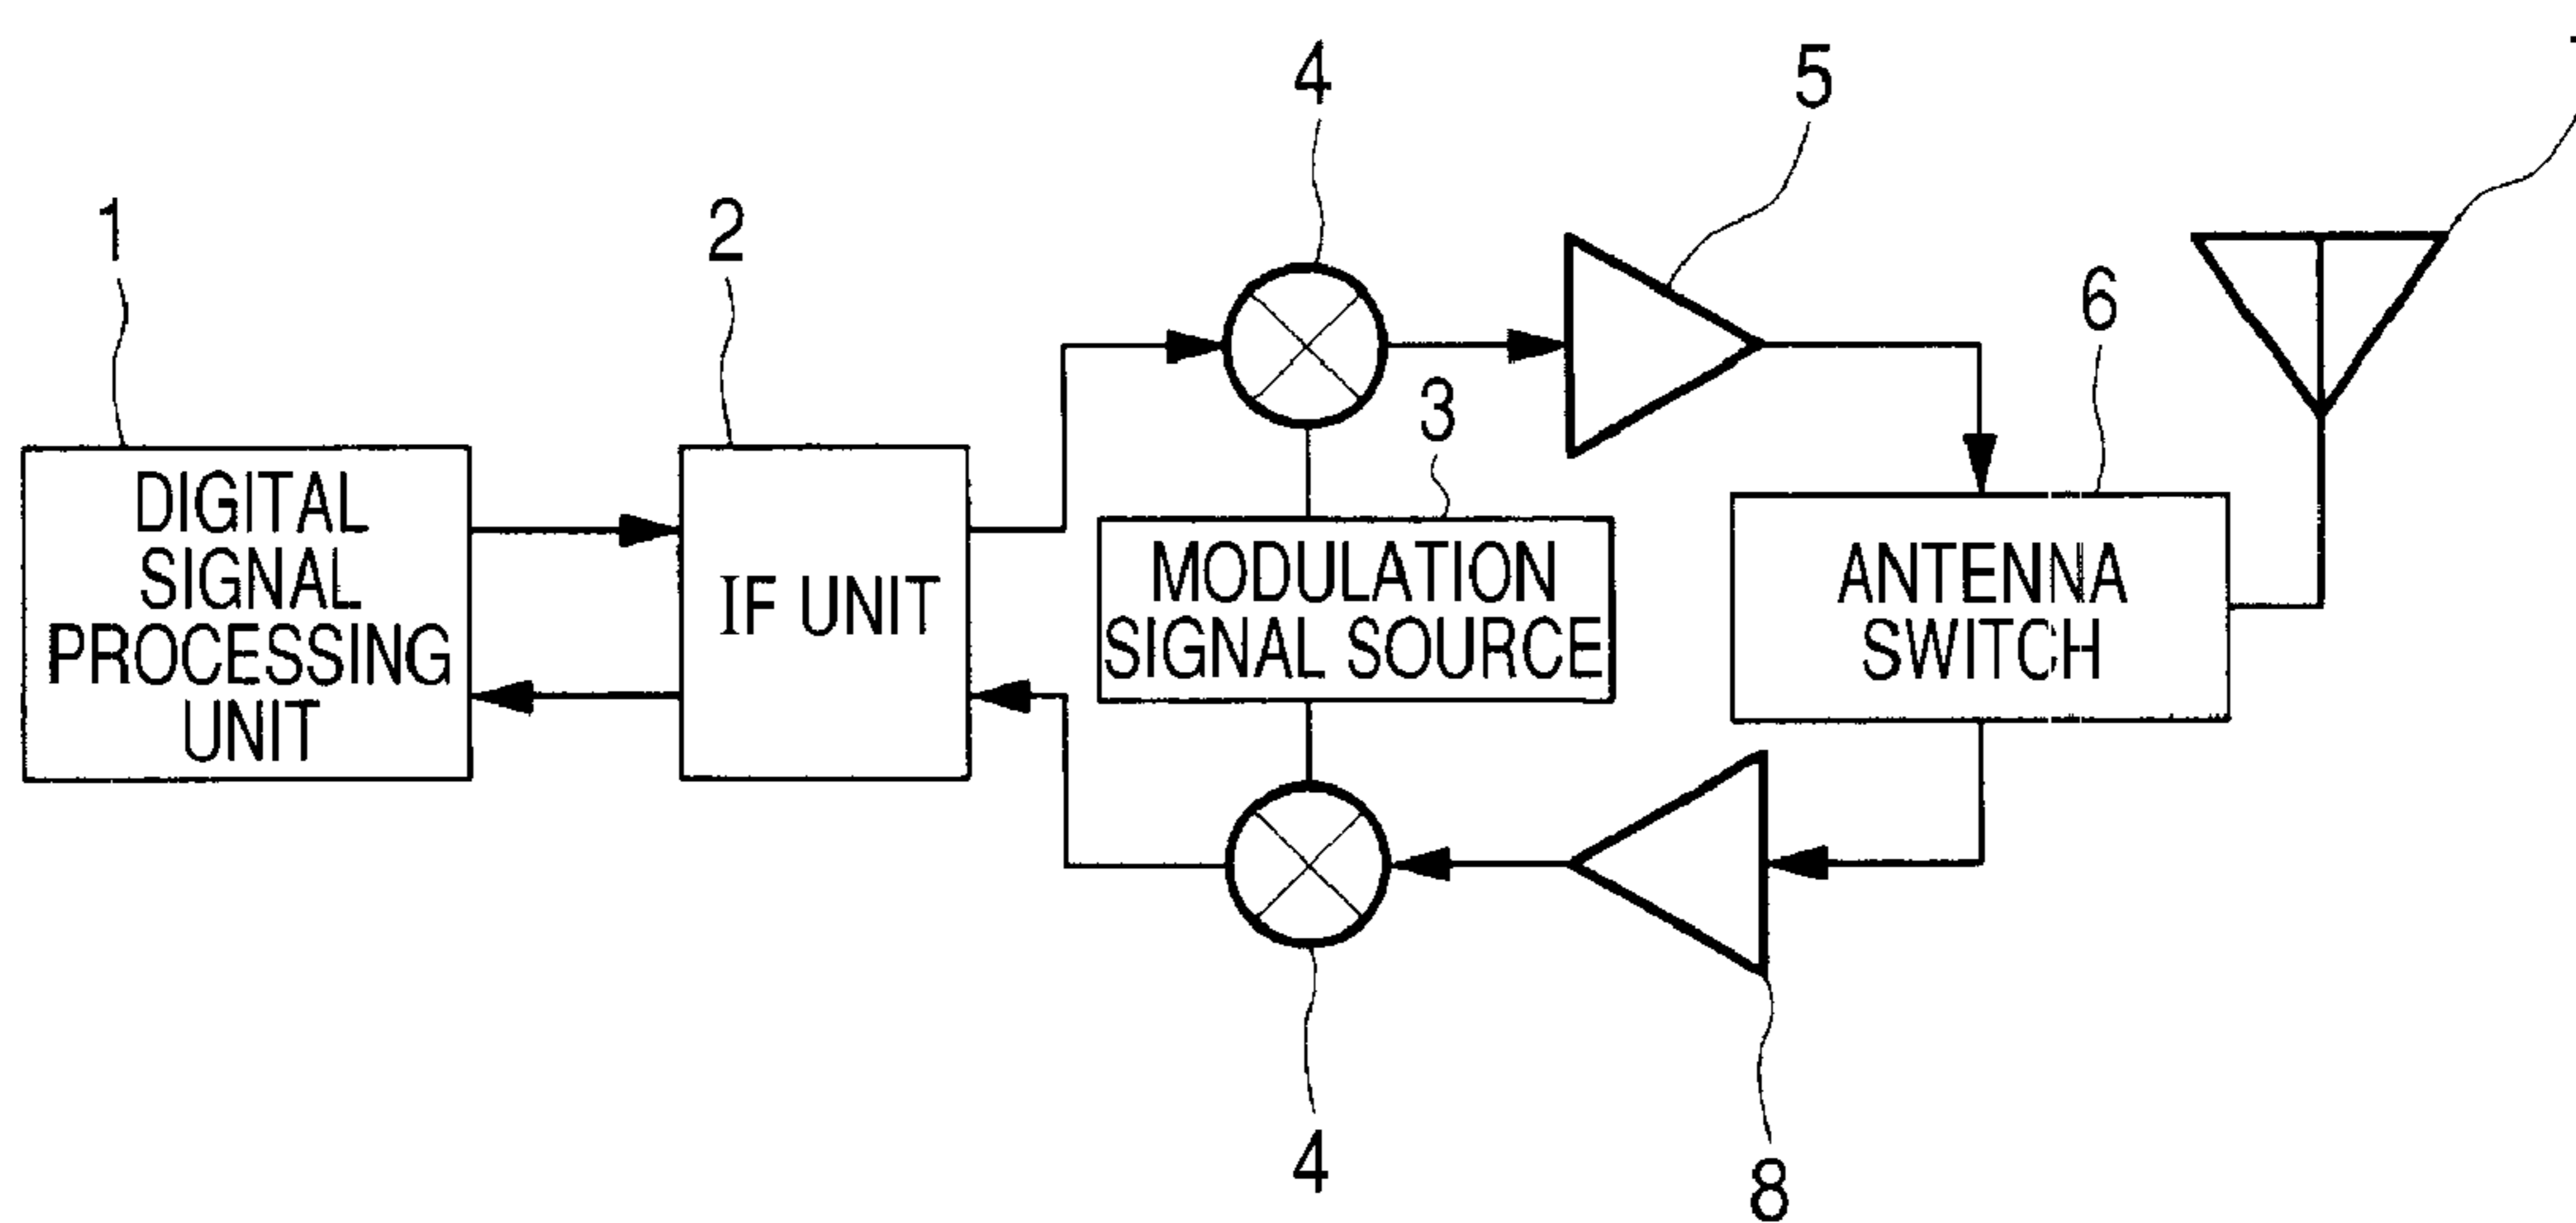 4
5
1
2
6
3
DIGITAL
SIGNAL
PROCESSING
UNIT
IF UNIT
MODULATION
SIGNAL SOURCE
ANTENNA
SWITCH
4
8